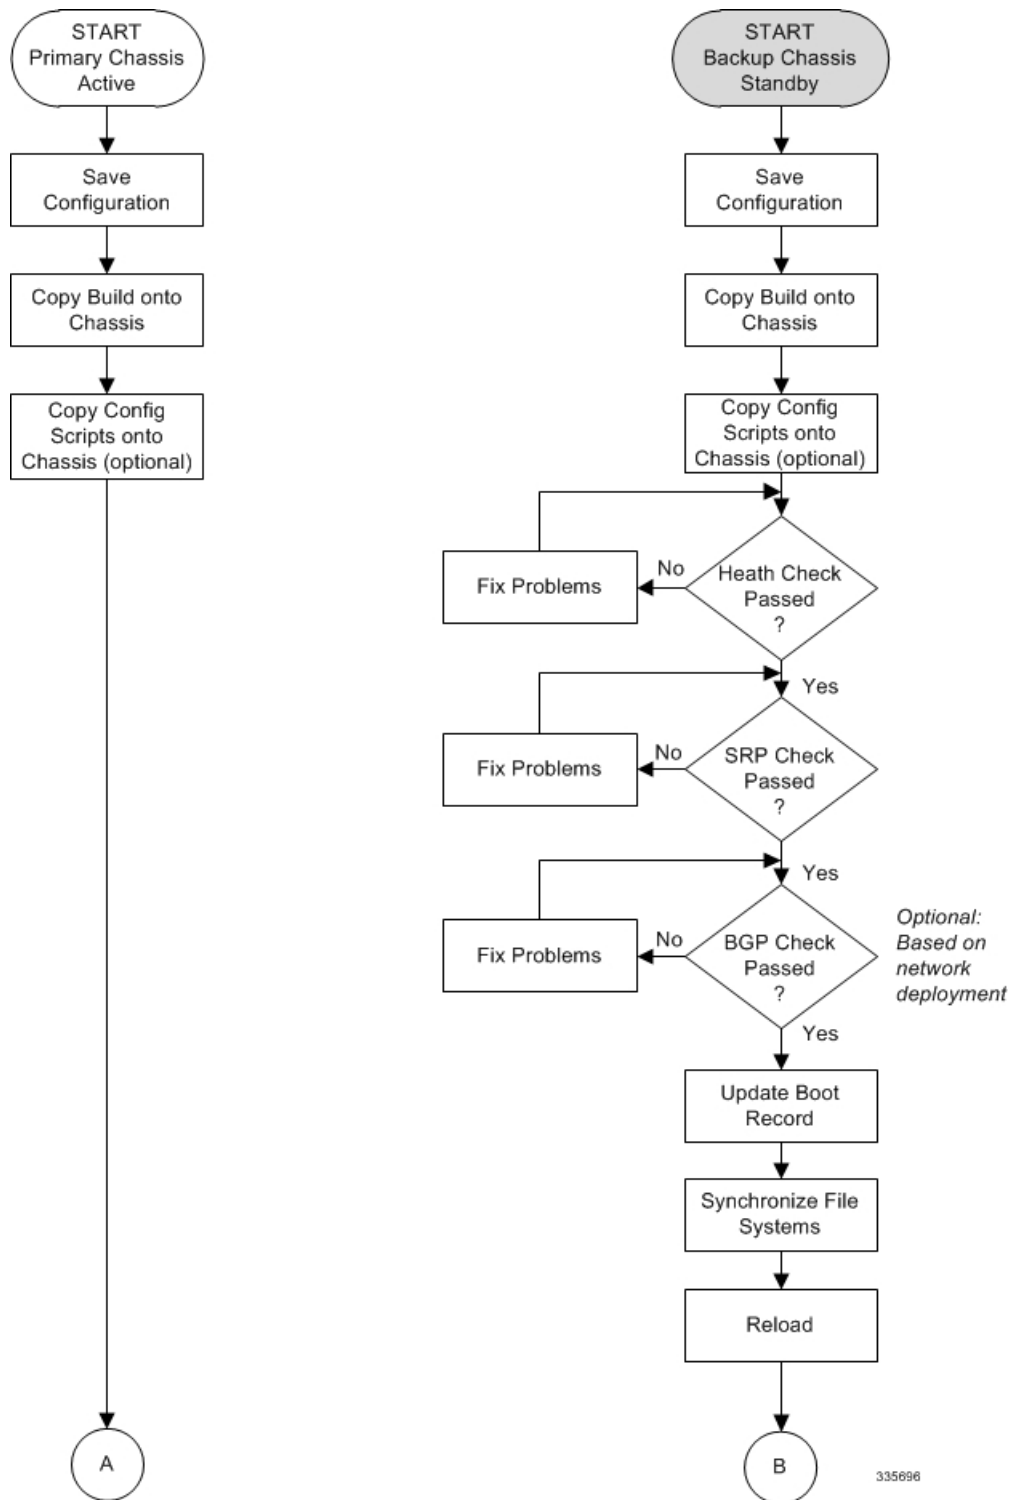 START
Primary Chassis
Active
Save
Configuration
Copy Build onto
Chassis
Copy Config
Scripts onto
Chassis (optional)
A
START
Backup Chassis
Standby
Save
Configuration
Copy Build onto
Chassis
Copy Config
Scripts onto
Chassis (optional)
Heath Check
Passed
?
No
Fix Problems
Yes
SRP Check
Passed
?
No
Fix Problems
Yes
BGP Check
Passed
?
No
Fix Problems
Optional:
Based on
network
deployment
Yes
Update Boot
Record
Synchronize File
Systems
Reload
B
335696